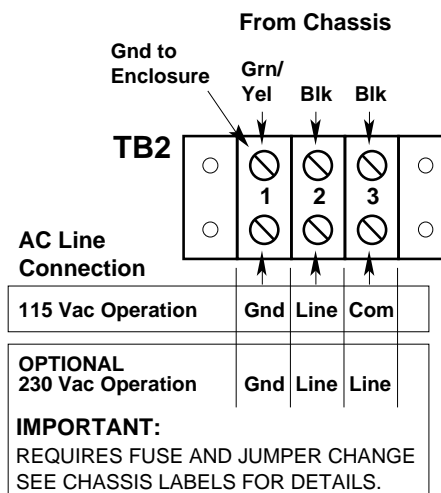 From Chassis
Gnd to
Enclosure
Grn/
Yel Blk Blk
TB2
1 2 3
AC Line
Connection
115 Vac Operation Gnd Line Com
OPTIONAL
230 Vac Operation Gnd Line Line
IMPORTANT:
REQUIRES FUSE AND JUMPER CHANGE
SEE CHASSIS LABELS FOR DETAILS.